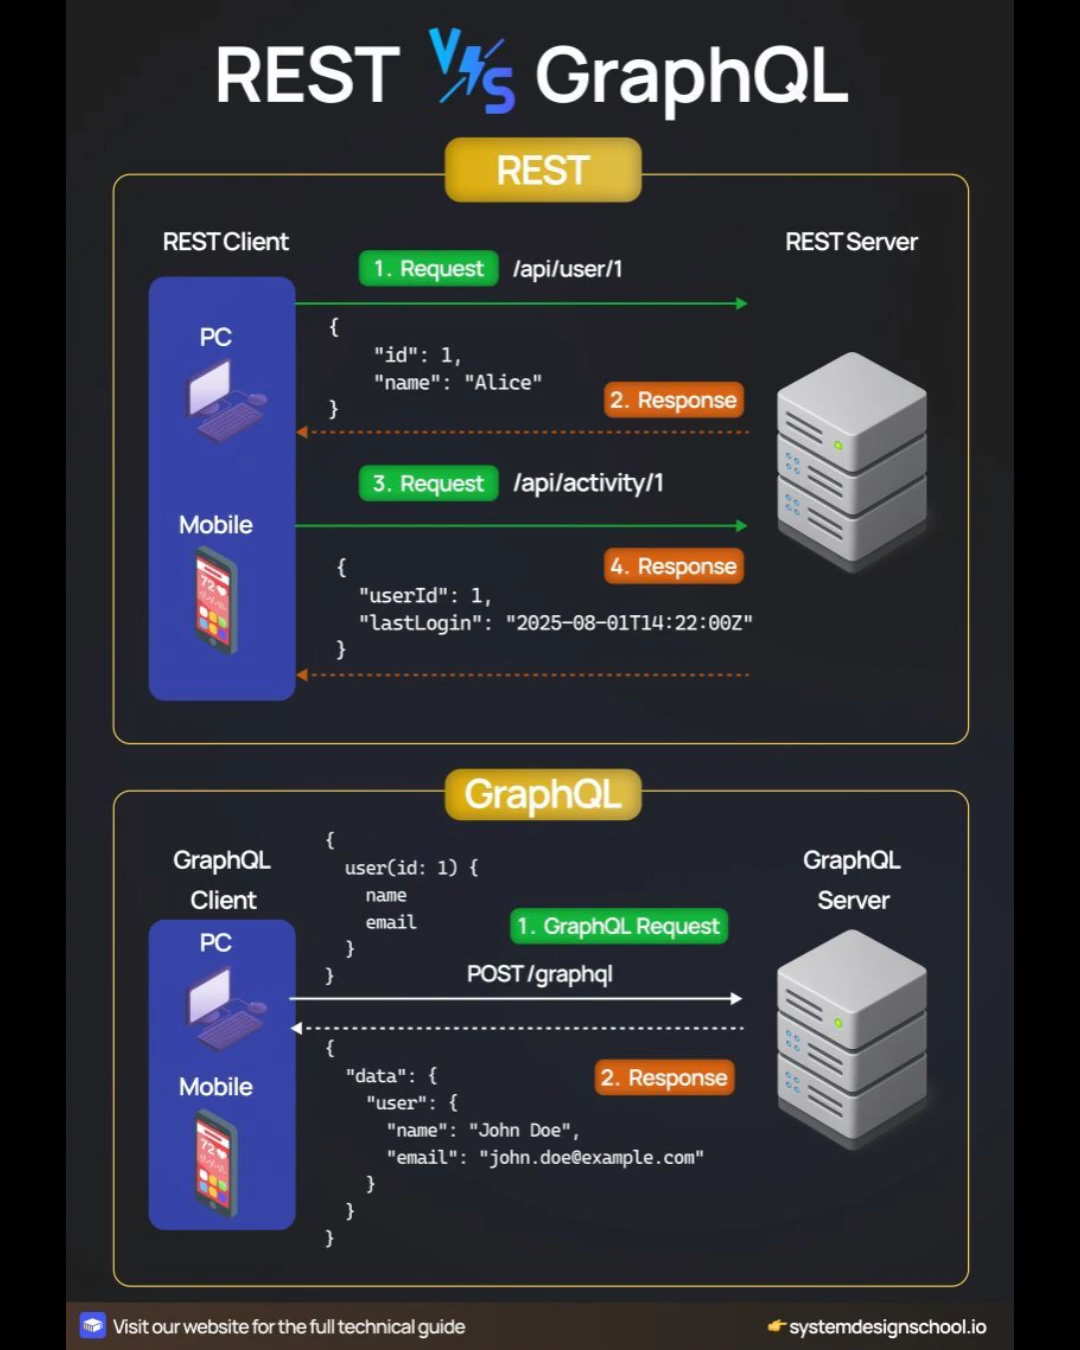 REST VS GraphQL
REST
REST Client
REST Server
1. Request /api/user/1
{
"id": 1,
"name": "Alice"
}
2. Response
PC
3. Request /api/activity/1
Mobile
72
4. Response
{
"userId": 1,
"lastLogin": "2025-08-01T14:22:00Z"
}
GraphQL
GraphQL
Client
GraphQL
Server
{
user(id: 1) {
name
email
}
}
1. GraphQL Request
POST /graphql
PC
Mobile
72
{
"data": {
"user": {
"name": "John Doe",
"email": "john.doe@example.com"
}
}
}
2. Response
Visit our website for the full technical guide
systemdesignschool.io